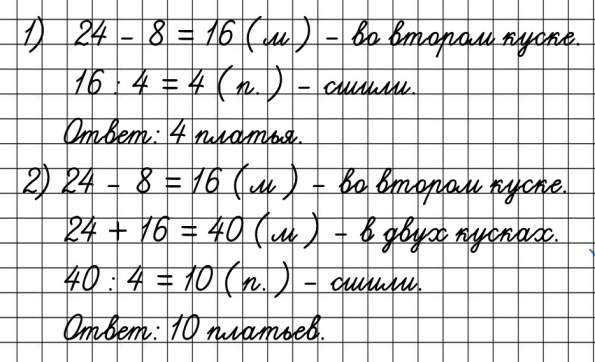 1) 24 - 8 = 16 (м) - во втором куске.
16 : 4 = 4 (п.) - сшили.
Ответ: 4 платья.
2) 24 - 8 = 16 (м) - во втором куске.
24 + 16 = 40 (м) - в двух кусках.
40 : 4 = 10 (п.) - сшили.
Ответ: 10 платьев.